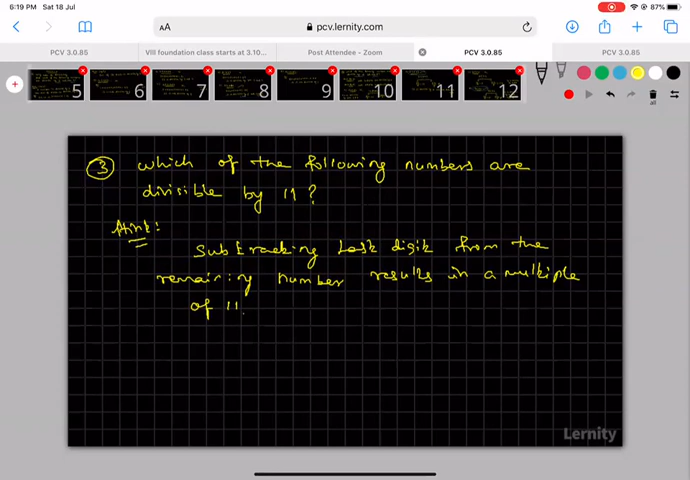 6:19 PM Sat 18 Jul
87%
AA
pcv.lernity.com
PCV 3.0.85
VIII foundation class starts at 3.10...
Post Attendee - Zoom
PCV 3.0.85
PCV 3.0.85
5
6
7
8
9
10
11
12
all
3 which of the following numbers are
divisible by 11?
Hint:
Subtracking Last digit from the
remaining number results in a multiple
of 11.
Lernity